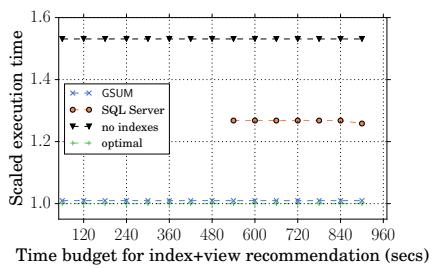 1.6
1.4
1.2
1.0
Scaled execution time
GSUM
SQL Server
no indexes
optimal
120 240 360 480 600 720 840 960
Time budget for index+view recommendation (secs)